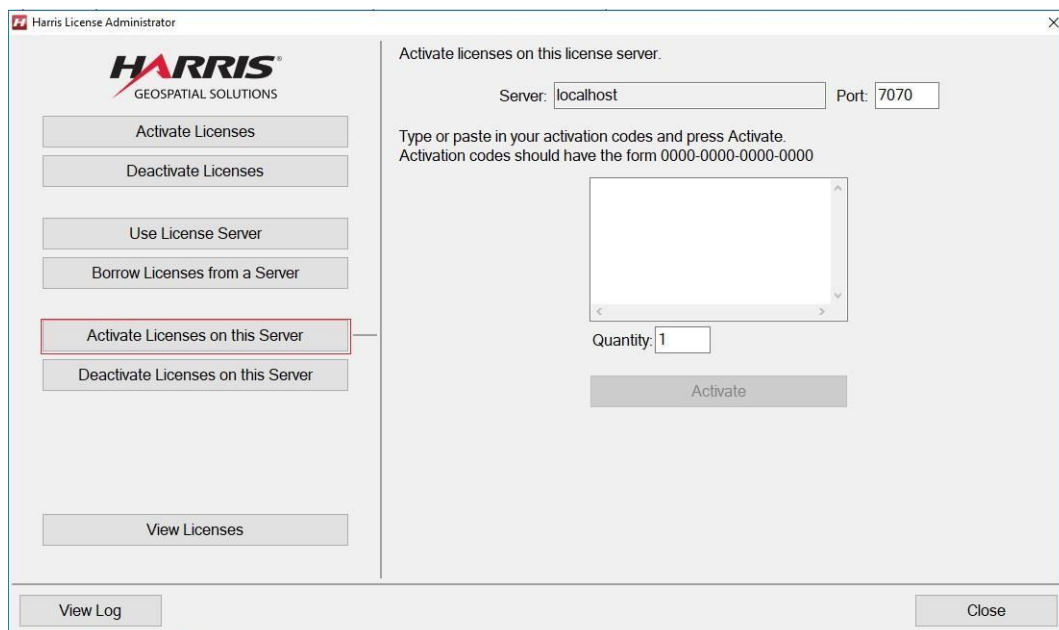 Harris License Administrator
HARRIS®
GEOSPATIAL SOLUTIONS
Activate Licenses
Deactivate Licenses
Use License Server
Borrow Licenses from a Server
Activate Licenses on this Server
Deactivate Licenses on this Server
View Licenses
Activate licenses on this license server.
Server: localhost Port: 7070
Type or paste in your activation codes and press Activate.
Activation codes should have the form 0000-0000-0000-0000
Quantity: 1
Activate
View Log
Close